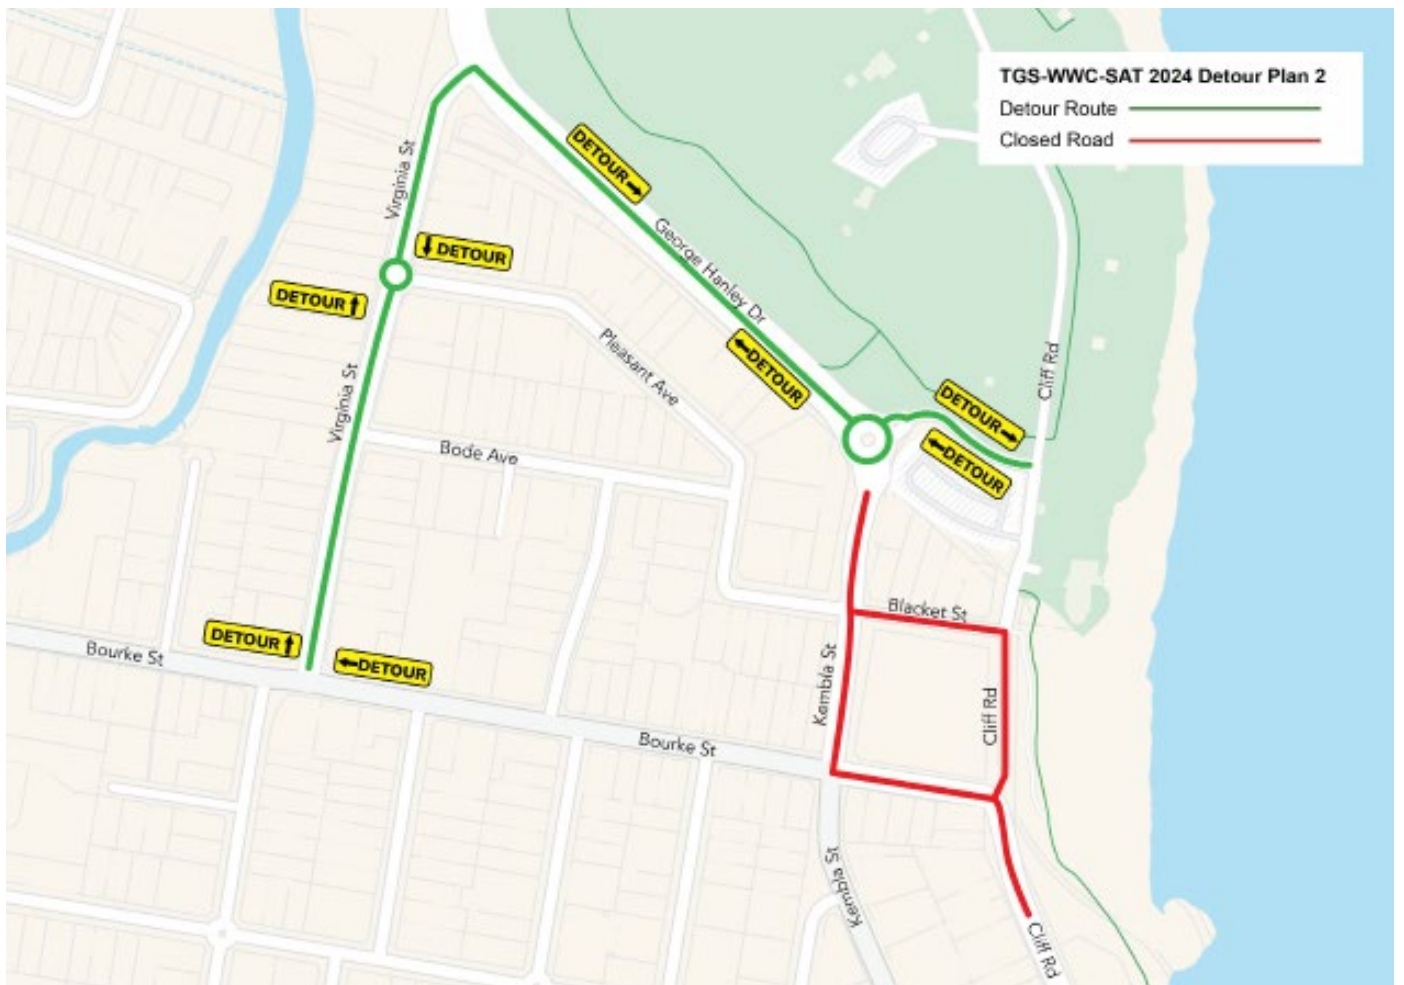 TGS-WWC-SAT 2024 Detour Plan 2
Detour Route
Closed Road
Virginia St
DETOUR →
↓ DETOUR
George Hanley Dr
DETOUR ↑
Pleasant Ave
←DETOUR
Cliff Rd
Virginia St
DETOUR →
Bode Ave
←DETOUR
Blacket St
DETOUR ↑
Bourke St
←DETOUR
Kembla St
Cliff Rd
Bourke St
Kembla St
Cliff Rd